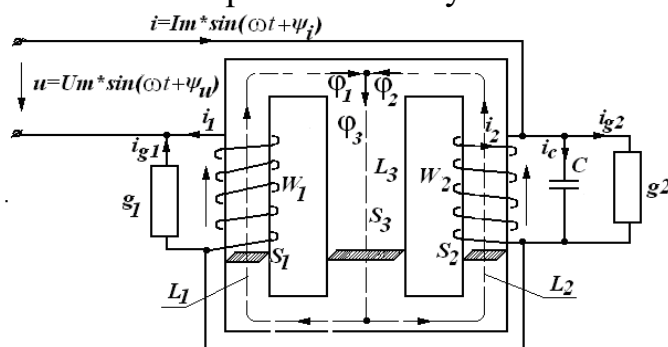 i=Im*sin(ωt+ψi)
u=Um*sin(ωt+ψu)
φ1 φ2
φ3
i1
ig1
g1
W1
L3
S3
W2
i2
ic
C
ig2
g2
S1
S2
L1
L2